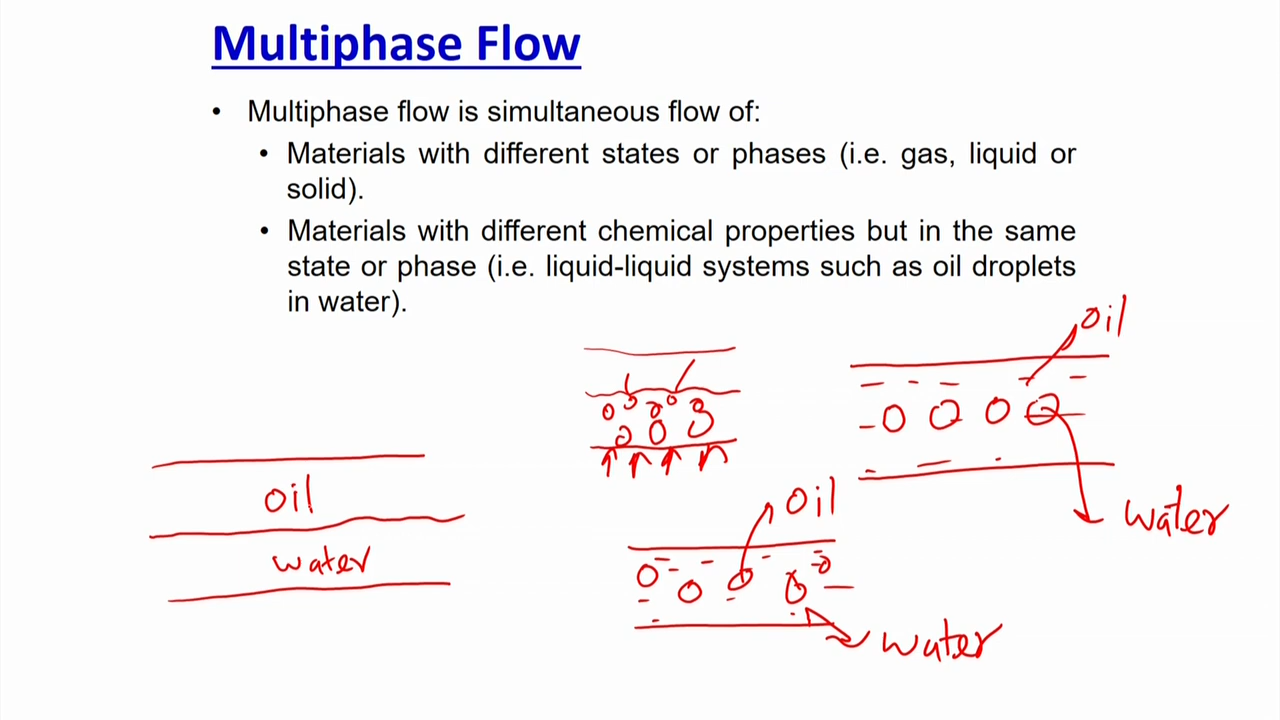 Multiphase Flow
• Multiphase flow is simultaneous flow of:
• Materials with different states or phases (i.e. gas, liquid or
solid).
• Materials with different chemical properties but in the same
state or phase (i.e. liquid-liquid systems such as oil droplets
in water).
oil
oil
water
oil
water
water